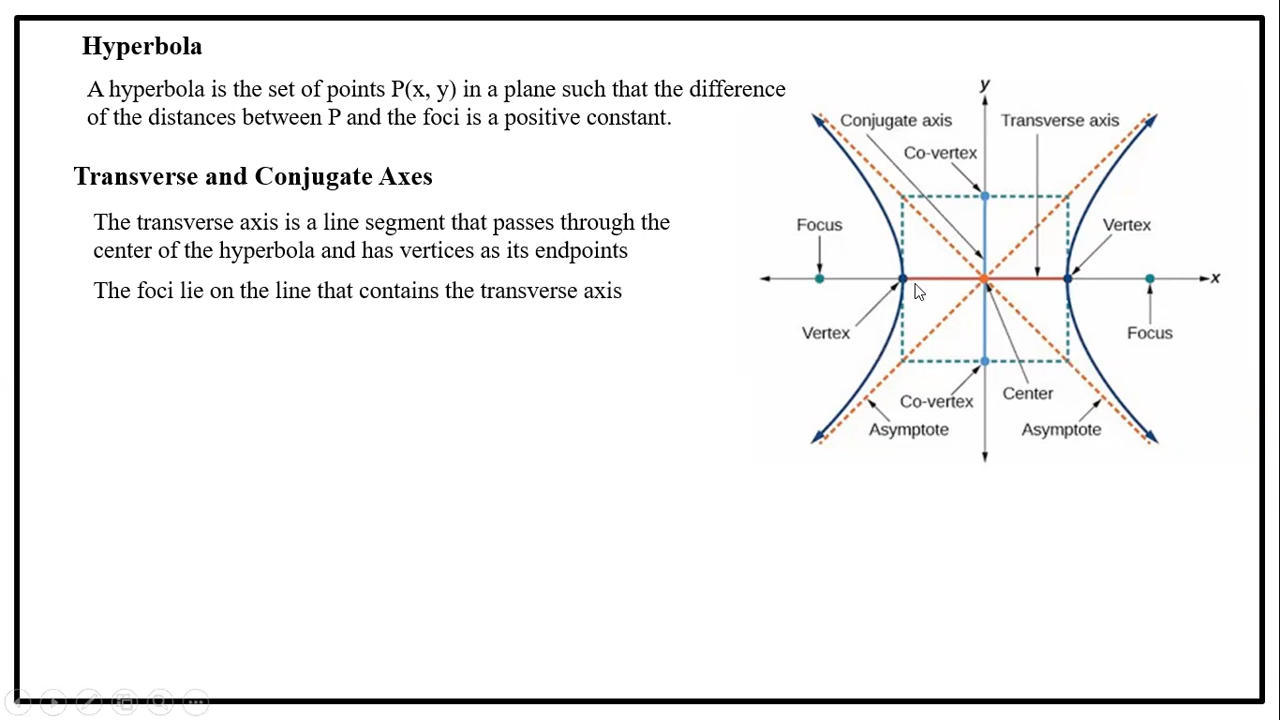 Hyperbola
A hyperbola is the set of points P(x, y) in a plane such that the difference
of the distances between P and the foci is a positive constant.
Transverse and Conjugate Axes
The transverse axis is a line segment that passes through the
center of the hyperbola and has vertices as its endpoints
The foci lie on the line that contains the transverse axis
y
Conjugate axis
Transverse axis
Co-vertex
Focus
Vertex
x
Vertex
Focus
Co-vertex
Center
Asymptote
Asymptote